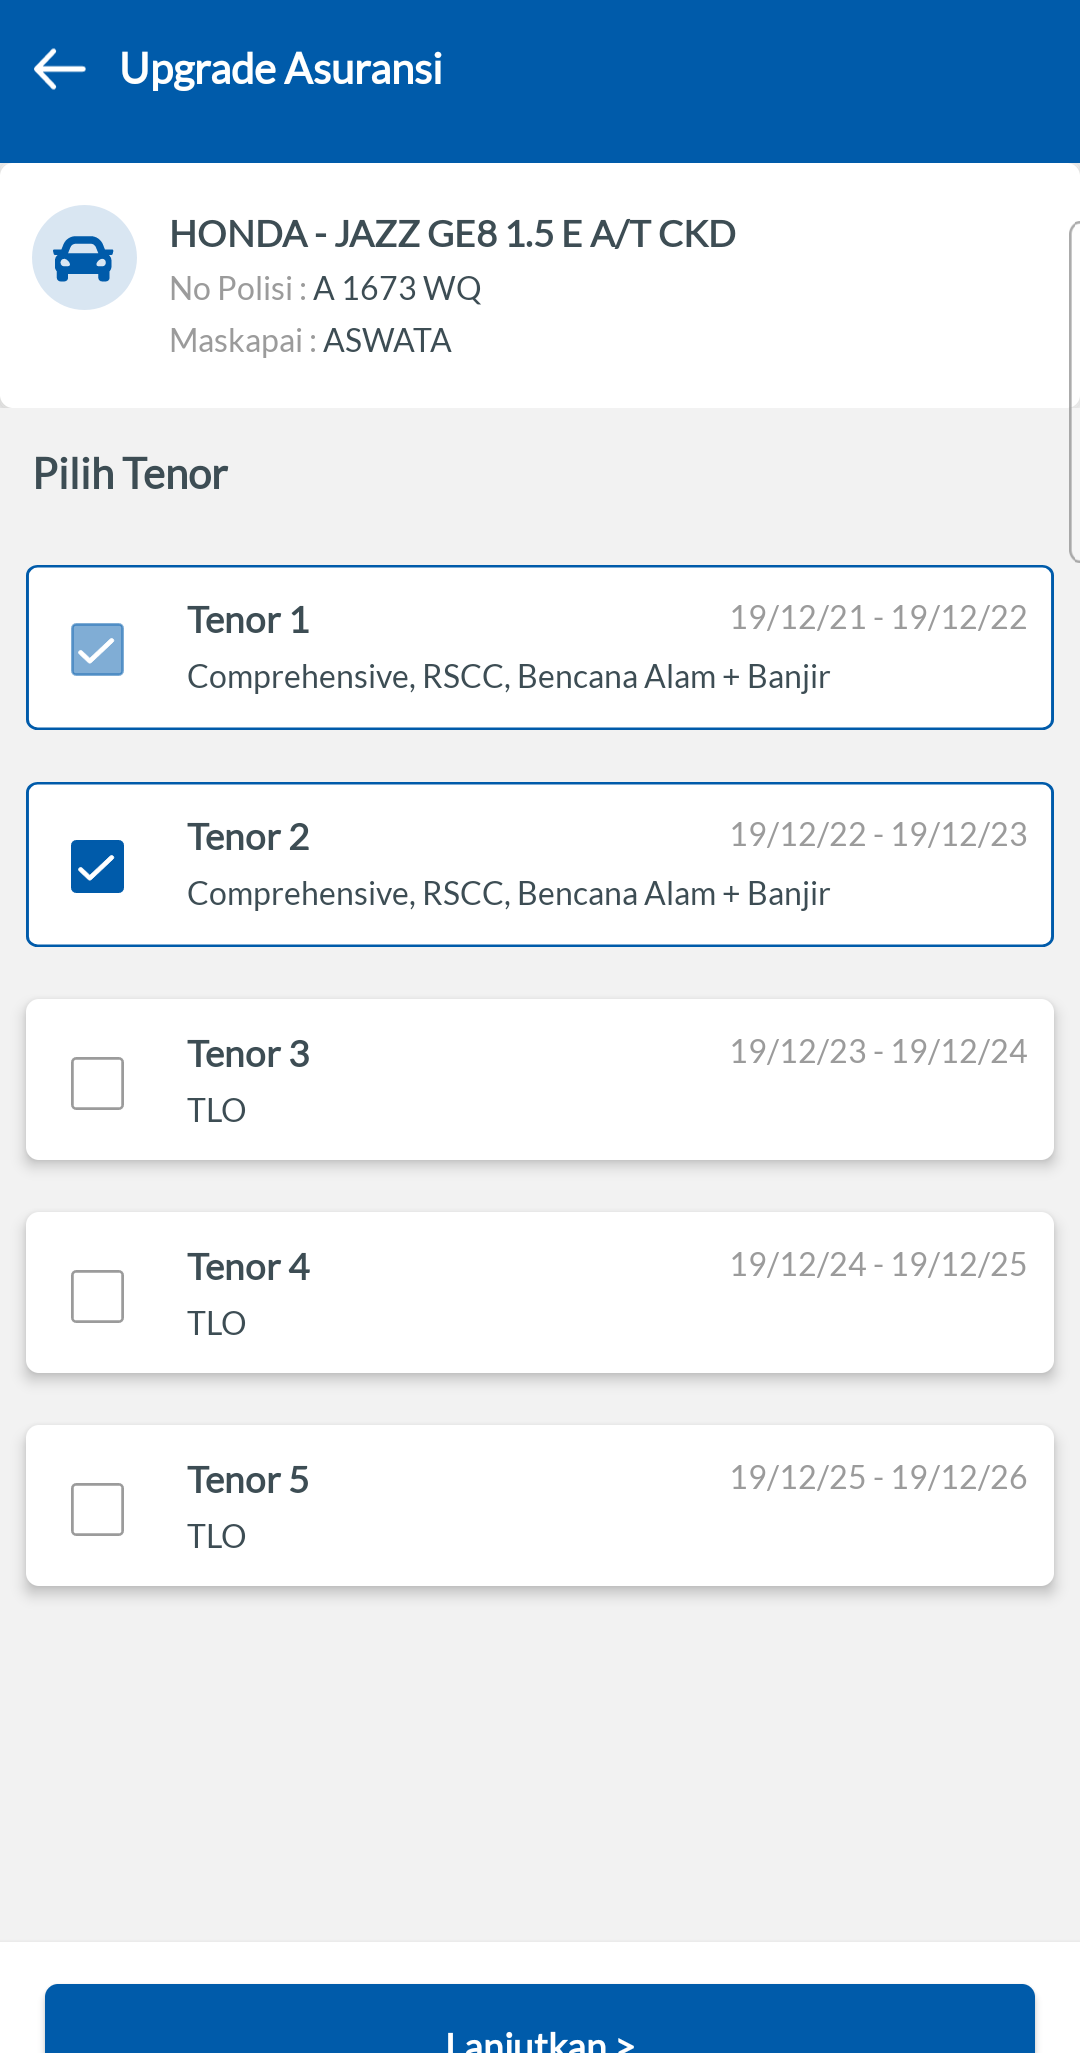 Upgrade Asuransi
HONDA - JAZZ GE8 1.5 E A/T CKD
No Polisi : A 1673 WQ
Maskapai : ASWATA
Pilih Tenor
Tenor 1 19/12/21 - 19/12/22
Comprehensive, RSCC, Bencana Alam + Banjir
Tenor 2 19/12/22 - 19/12/23
Comprehensive, RSCC, Bencana Alam + Banjir
Tenor 3 19/12/23 - 19/12/24
TLO
Tenor 4 19/12/24 - 19/12/25
TLO
Tenor 5 19/12/25 - 19/12/26
TLO
Lanjutkan >